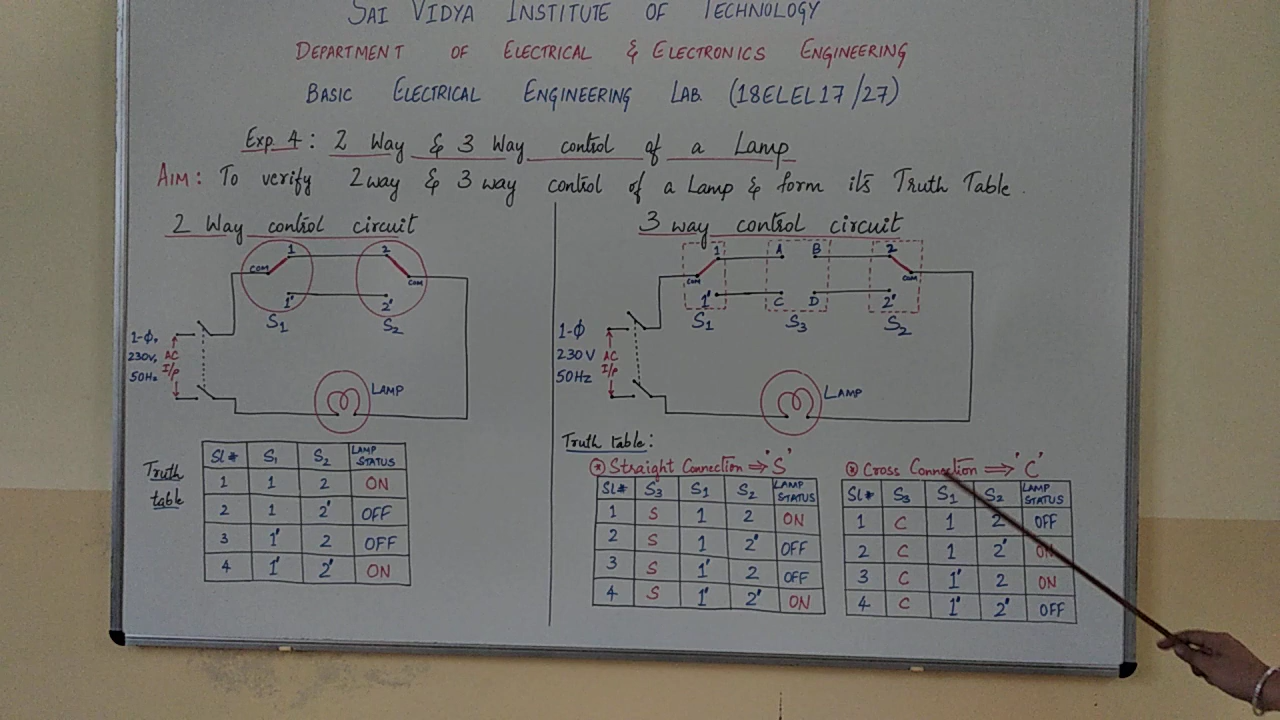 SAI VIDYA INSTITUTE OF TECHNOLOGY
DEPARTMENT OF ELECTRICAL & ELECTRONICS ENGINEERING
BASIC ELECTRICAL ENGINEERING LAB (18ELEL17/27)
Exp 4: 2 Way & 3 Way control of a Lamp
AIM: To verify 2 way & 3 way control of a Lamp & form its Truth Table.
2 Way control circuit
1 2
COM COM
1' 2'
S1 S2
1-Φ, 230V, 50Hz
AC I/P
LAMP
Truth table
Sl# S1 S2 LAMP STATUS
1 1 2 ON
2 1 2' OFF
3 1' 2 OFF
4 1' 2' ON
3 way control circuit
1 A B 2
COM COM
1' C D 2'
S1 S3 S2
1-Φ 230V 50Hz
AC I/P
LAMP
Truth table:
(*) Straight Connection ⇒ 'S'
Sl# S3 S1 S2 LAMP STATUS
1 S 1 2 ON
2 S 1 2' OFF
3 S 1' 2 OFF
4 S 1' 2' ON
(*) Cross Connection ⇒ 'C'
Sl# S3 S1 S2 LAMP STATUS
1 C 1 2 OFF
2 C 1 2' ON
3 C 1' 2 ON
4 C 1' 2' OFF